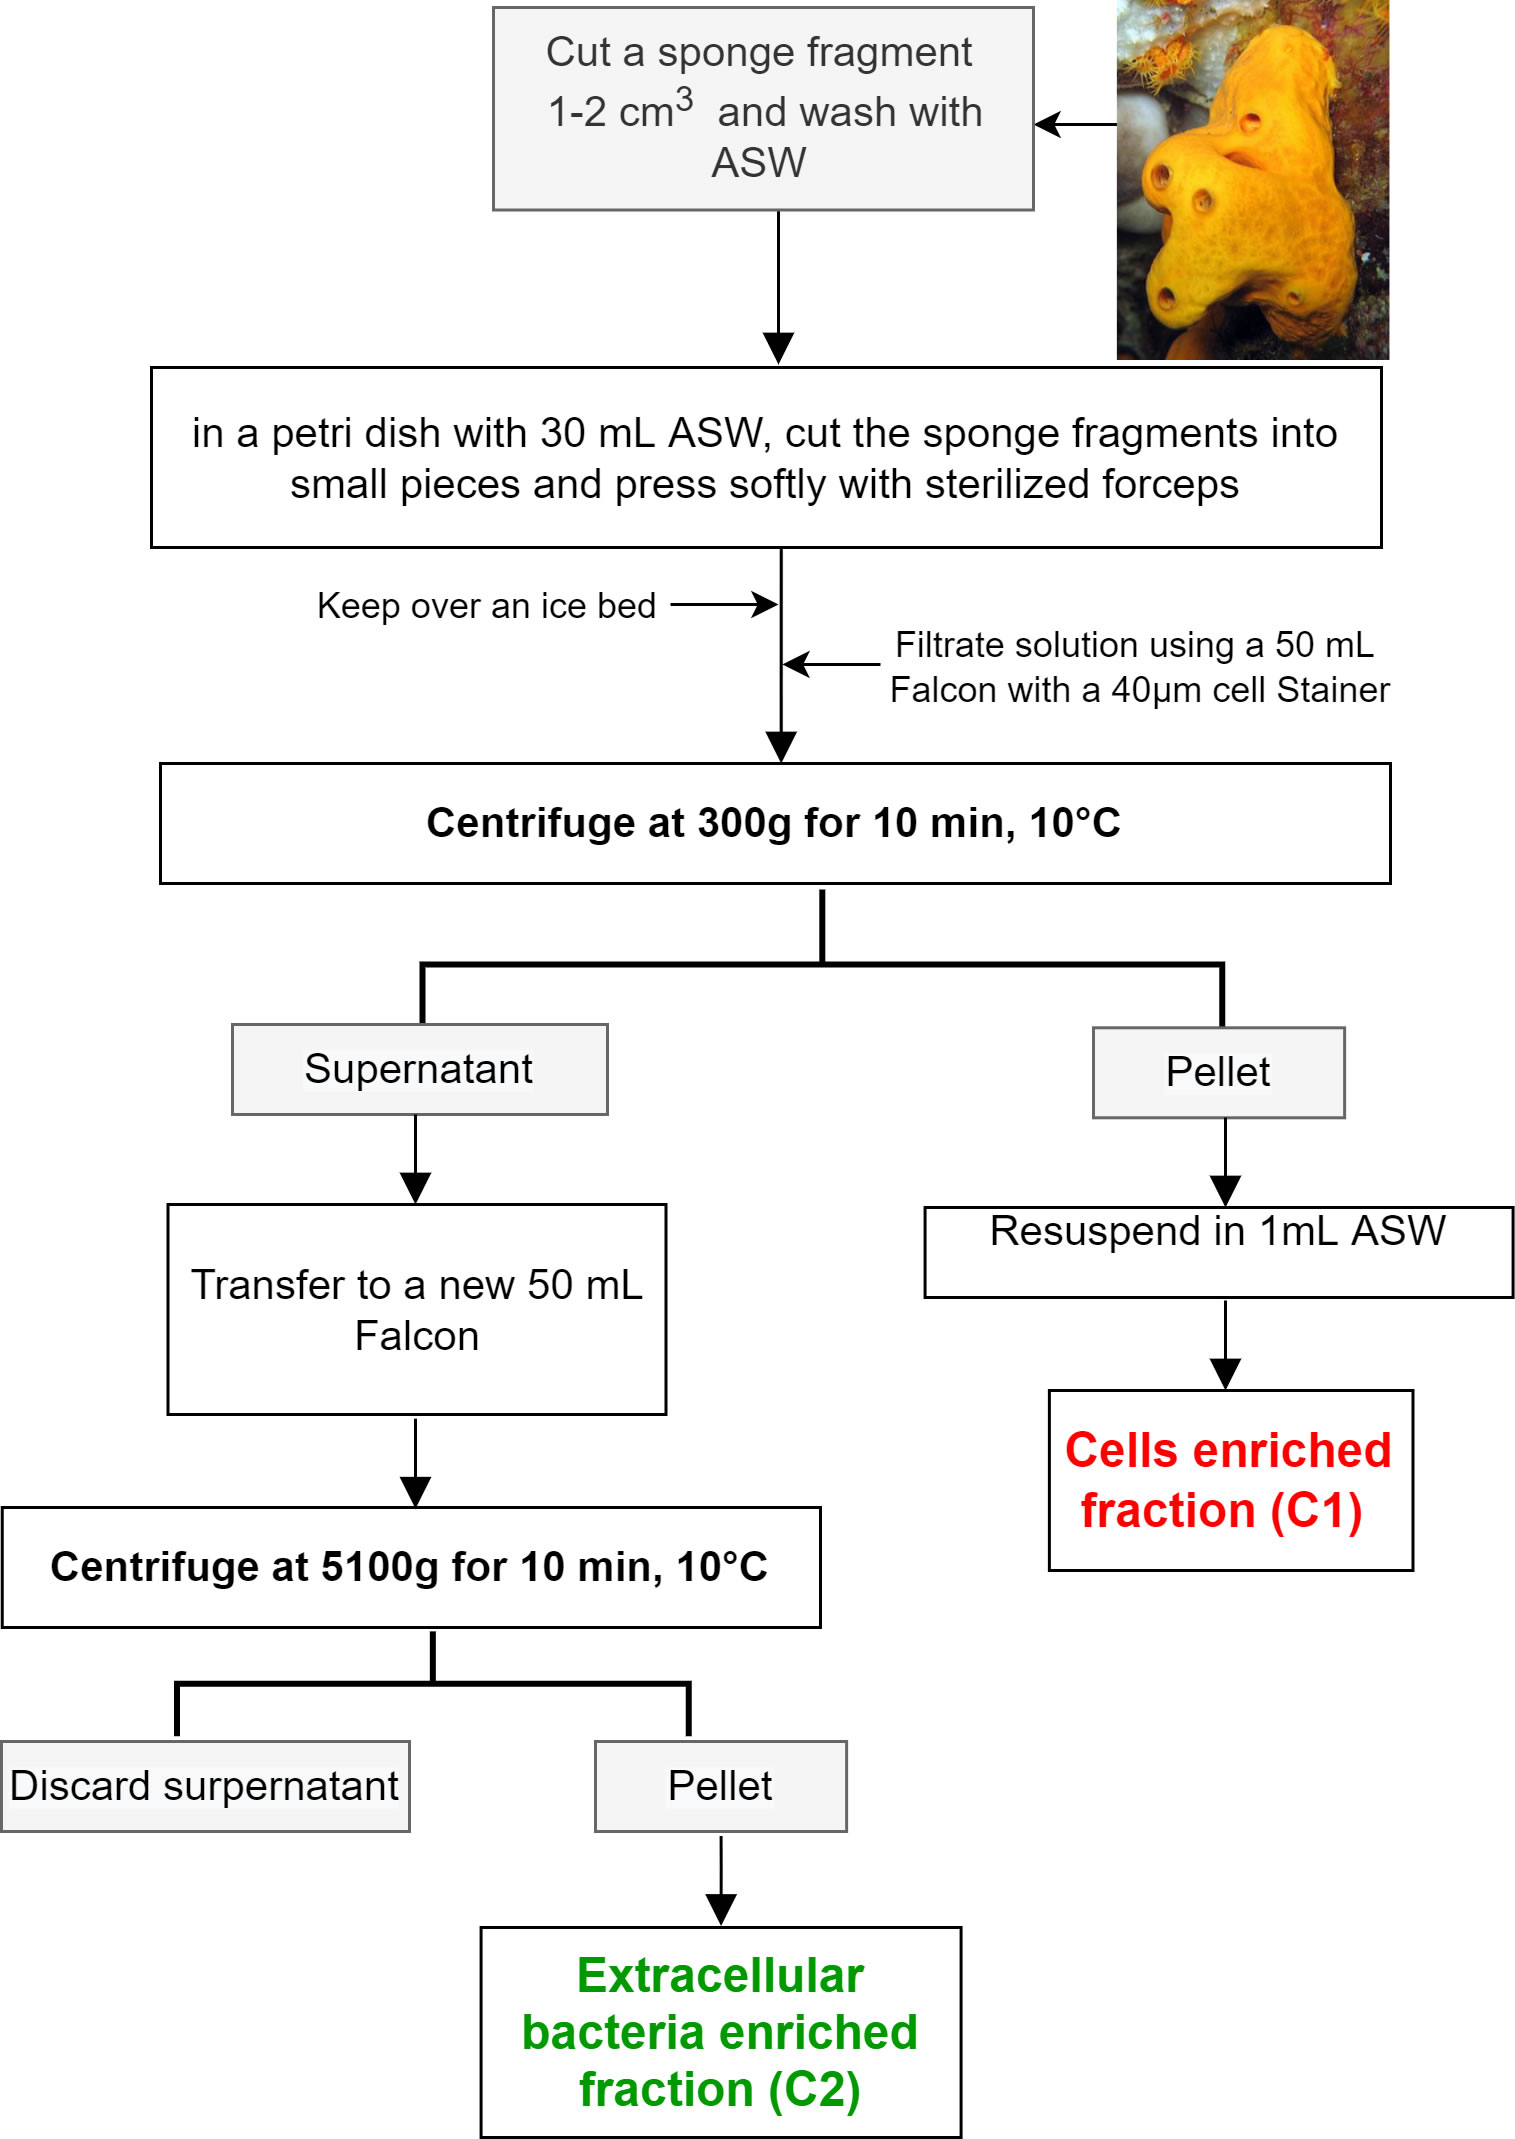 Cut a sponge fragment
1-2 cm³ and wash with
ASW
in a petri dish with 30 mL ASW, cut the sponge fragments into
small pieces and press softly with sterilized forceps
Keep over an ice bed
Filtrate solution using a 50 mL
Falcon with a 40µm cell Stainer
Centrifuge at 300g for 10 min, 10°C
Supernatant
Pellet
Transfer to a new 50 mL
Falcon
Resuspend in 1mL ASW
Cells enriched
fraction (C1)
Centrifuge at 5100g for 10 min, 10°C
Discard surpernatant
Pellet
Extracellular
bacteria enriched
fraction (C2)